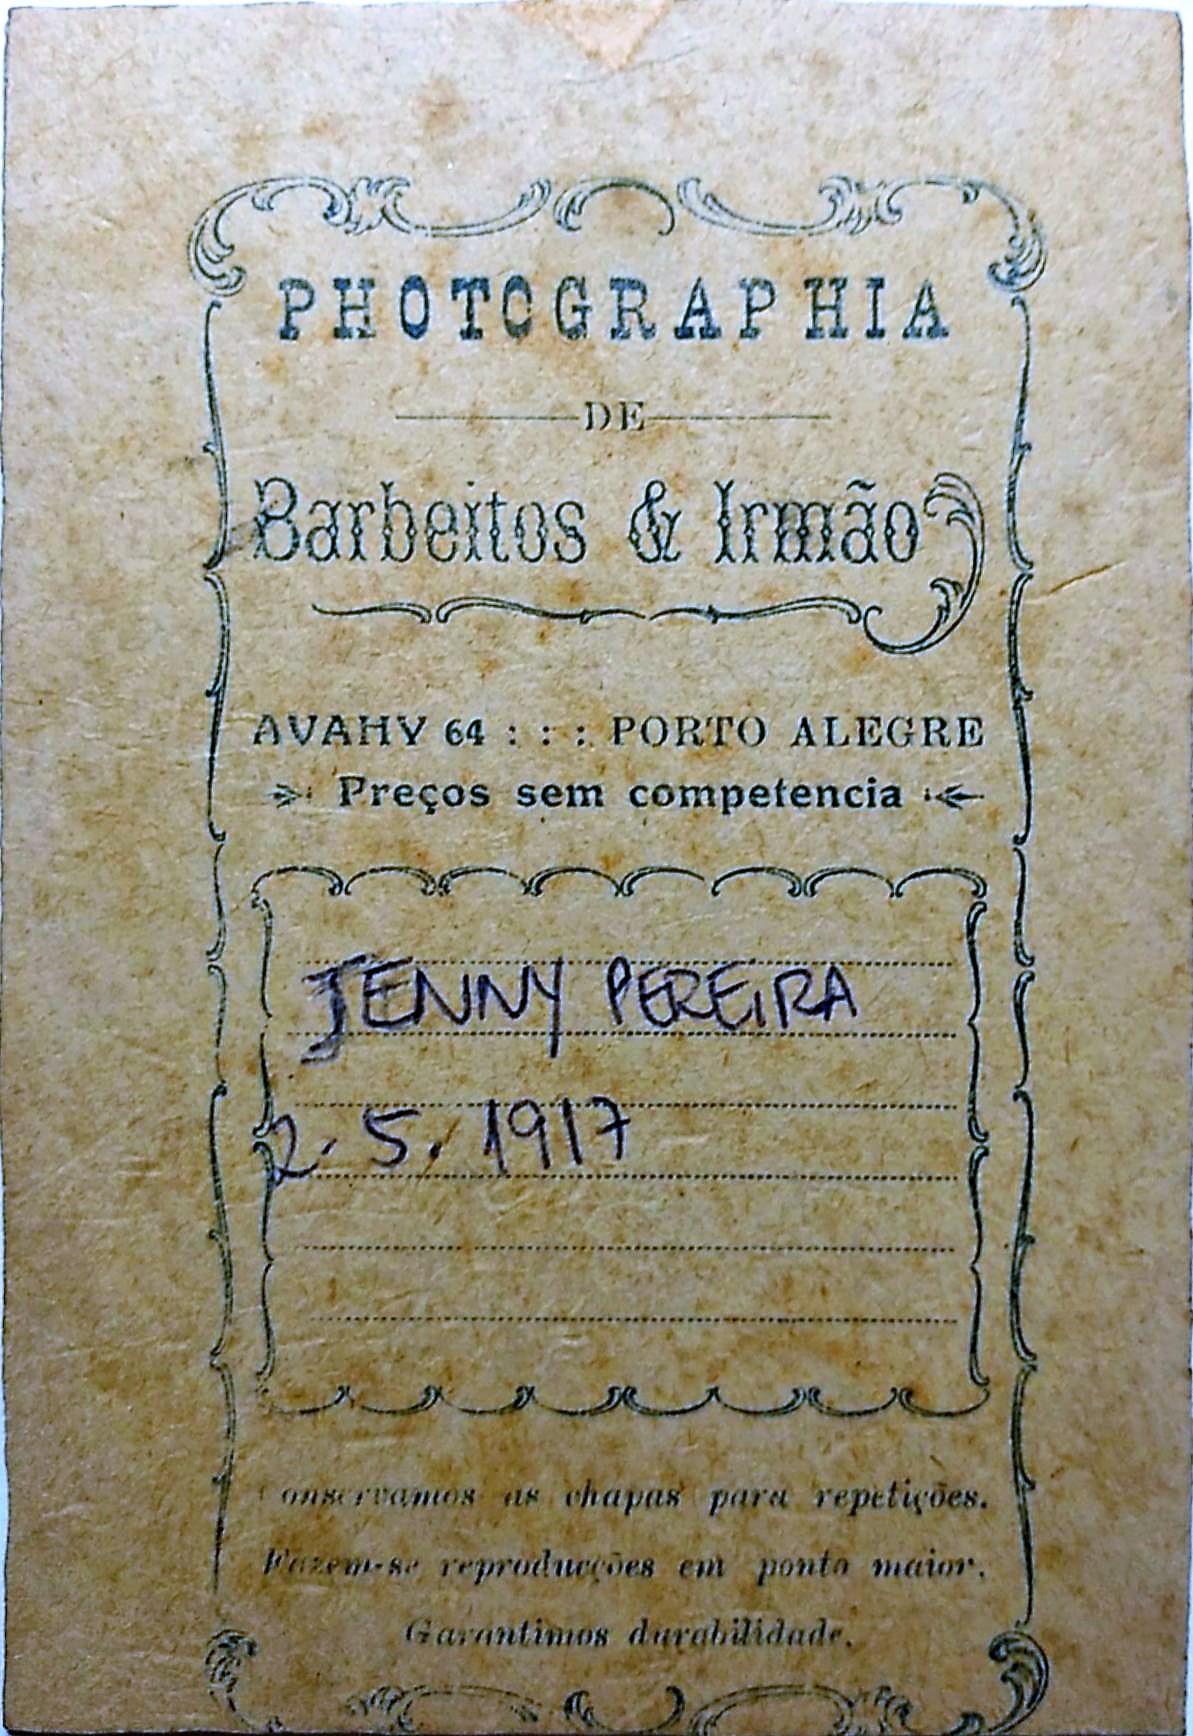 PHOTOGRAPHIA
DE
Barbeitos & Irmão
AVAHY 64 : : : PORTO ALEGRE
Preços sem competencia
JENNY PEREIRA
2. 5. 1917
Conservamos as chapas para repetições.
Fazem-se reproducções em ponto maior.
Garantimos durabilidade.